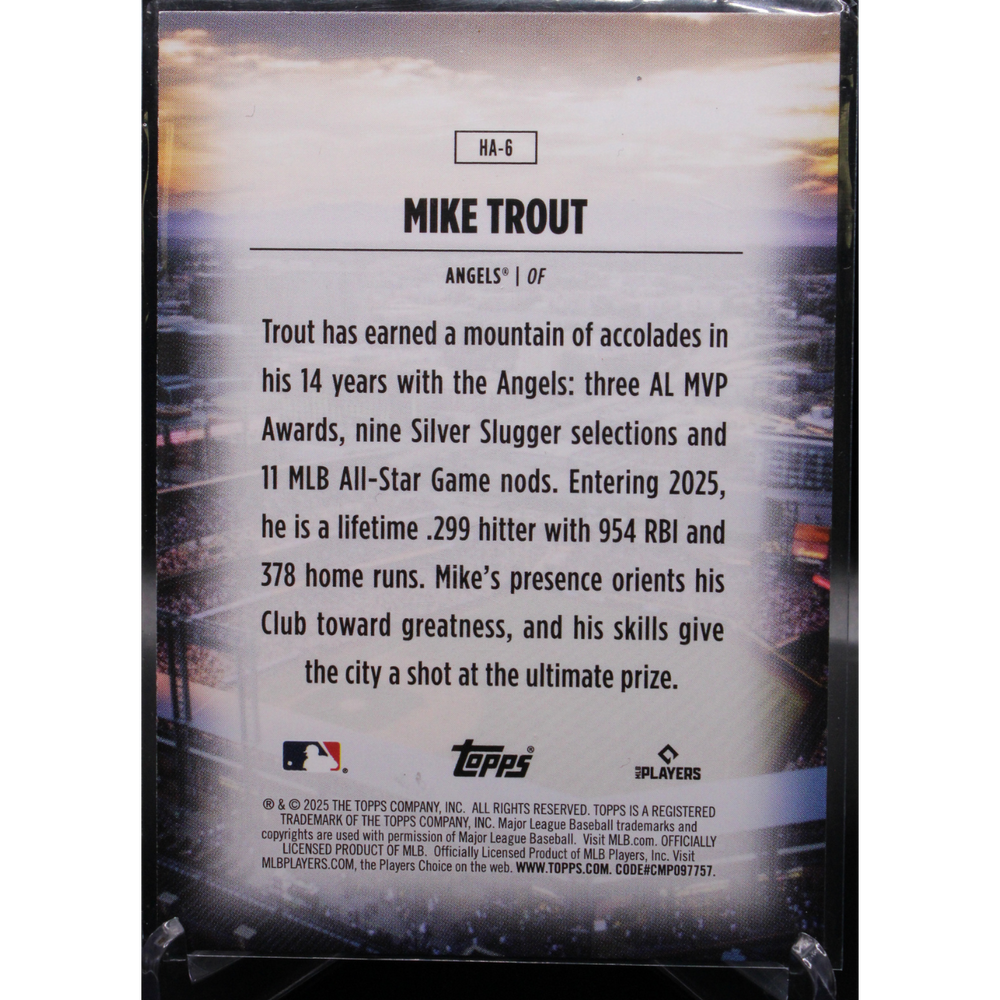 HA-6
MIKE TROUT
ANGELS® | OF
Trout has earned a mountain of accolades in
his 14 years with the Angels: three AL MVP
Awards, nine Silver Slugger selections and
11 MLB All-Star Game nods. Entering 2025,
he is a lifetime .299 hitter with 954 RBI and
378 home runs. Mike’s presence orients his
Club toward greatness, and his skills give
the city a shot at the ultimate prize.
® topps® MLB PLAYERS
® & © 2025 THE TOPPS COMPANY, INC. ALL RIGHTS RESERVED. TOPPS IS A REGISTERED
TRADEMARK OF THE TOPPS COMPANY, INC. Major League Baseball trademarks and
copyrights are used with permission of Major League Baseball. Visit MLB.com. OFFICIALLY
LICENSED PRODUCT OF MLB. Officially Licensed Product of MLB Players, Inc. Visit
MLBPLAYERS.COM, the Players Choice on the web. WWW.TOPPS.COM. CODE#CMP097757.